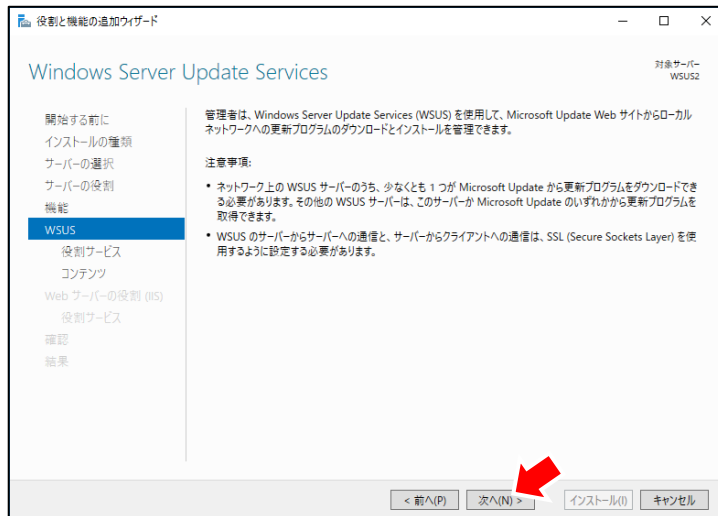 役割と機能の追加ウィザード
Windows Server Update Services
対象サーバー
WSUS2
開始する前に
インストールの種類
サーバーの選択
サーバーの役割
機能
WSUS
役割サービス
コンテンツ
Web サーバーの役割 (IIS)
役割サービス
確認
結果
管理者は、Windows Server Update Services (WSUS) を使用して、Microsoft Update Web サイトからローカル
ネットワークへの更新プログラムのダウンロードとインストールを管理できます。
注意事項:
• ネットワーク上の WSUS サーバーのうち、少なくとも 1 つが Microsoft Update から更新プログラムをダウンロードでき
る必要があります。その他の WSUS サーバーは、このサーバーか Microsoft Update のいずれかから更新プログラムを
取得できます。
• WSUS のサーバーからサーバーへの通信と、サーバーからクライアントへの通信は、SSL (Secure Sockets Layer) を使
用するように設定する必要があります。
< 前へ(P) 次へ(N) > インストール(I) キャンセル